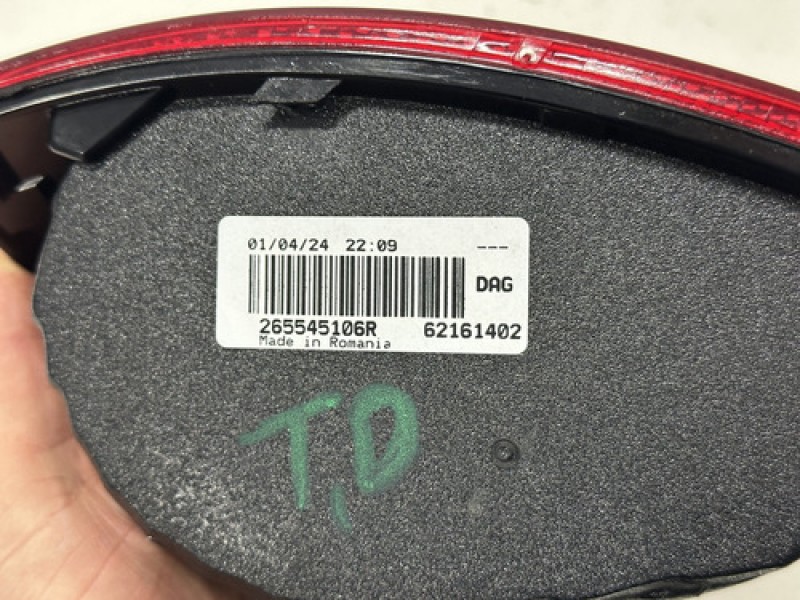 01/04/24 22:09 ---
DAG
265545106R 62161402
Made in Romania
T,D